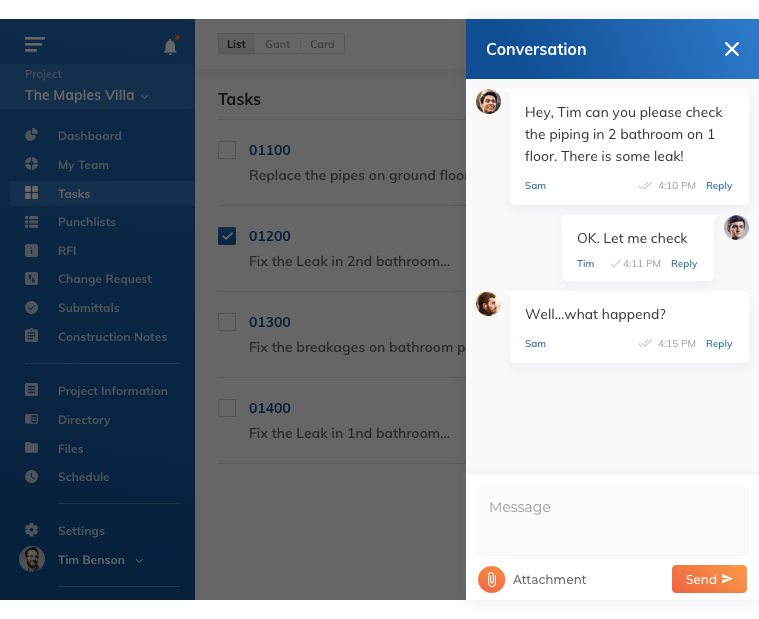 Project
The Maples Villa
Dashboard
My Team
Tasks
Punchlists
RFI
Change Request
Submittals
Construction Notes
Project Information
Directory
Files
Schedule
Settings
Tim Benson
List Gant Card
Tasks
01100
Replace the pipes on ground floor
01200
Fix the Leak in 2nd bathroom...
01300
Fix the breakages on bathroom p
01400
Fix the Leak in 1nd bathroom...
Conversation
Hey, Tim can you please check
the piping in 2 bathroom on 1
floor. There is some leak!
Sam 4:10 PM Reply
OK. Let me check
Tim 4:11 PM Reply
Well...what happend?
Sam 4:15 PM Reply
Message
Attachment
Send